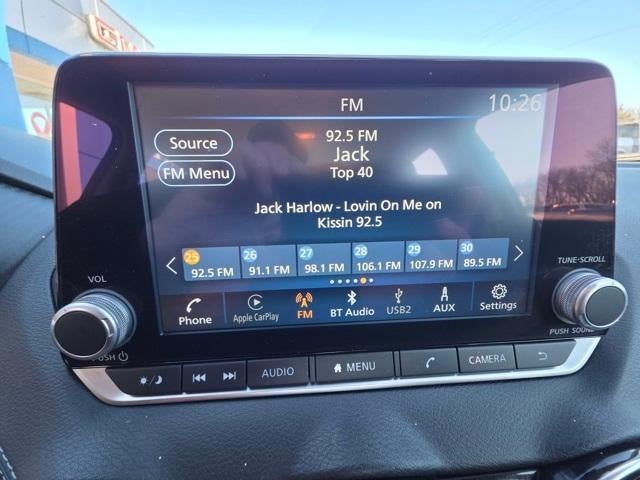 FM
10:26
Source
FM Menu
92.5 FM
Jack
Top 40
Jack Harlow - Lovin On Me on
Kissin 92.5
25
92.5 FM
26
91.1 FM
27
98.1 FM
28
106.1 FM
29
107.9 FM
30
89.5 FM
Phone
Apple CarPlay
FM
BT Audio
USB2
AUX
Settings
VOL
PUSH
TUNE-SCROLL
PUSH SOUND
AUDIO
MENU
CAMERA